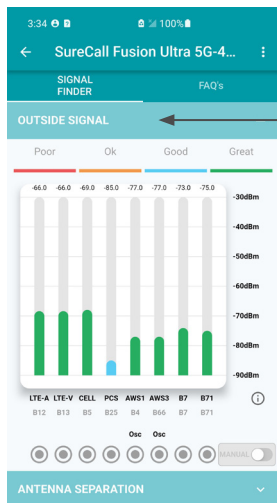 3:34 100%
SureCall Fusion Ultra 5G-4...
SIGNAL FINDER FAQ's
OUTSIDE SIGNAL
Poor Ok Good Great
-66.0 -66.0 -69.0 -85.0 -77.0 -77.0 -73.0 -75.0
-30dBm
-40dBm
-50dBm
-60dBm
-70dBm
-80dBm
-90dBm
LTE-A LTE-V CELL PCS AWS1 AWS3 B7 B71
B12 B13 B5 B25 B4 B66 B7 B71
Osc Osc
MANUAL
ANTENNA SEPARATION